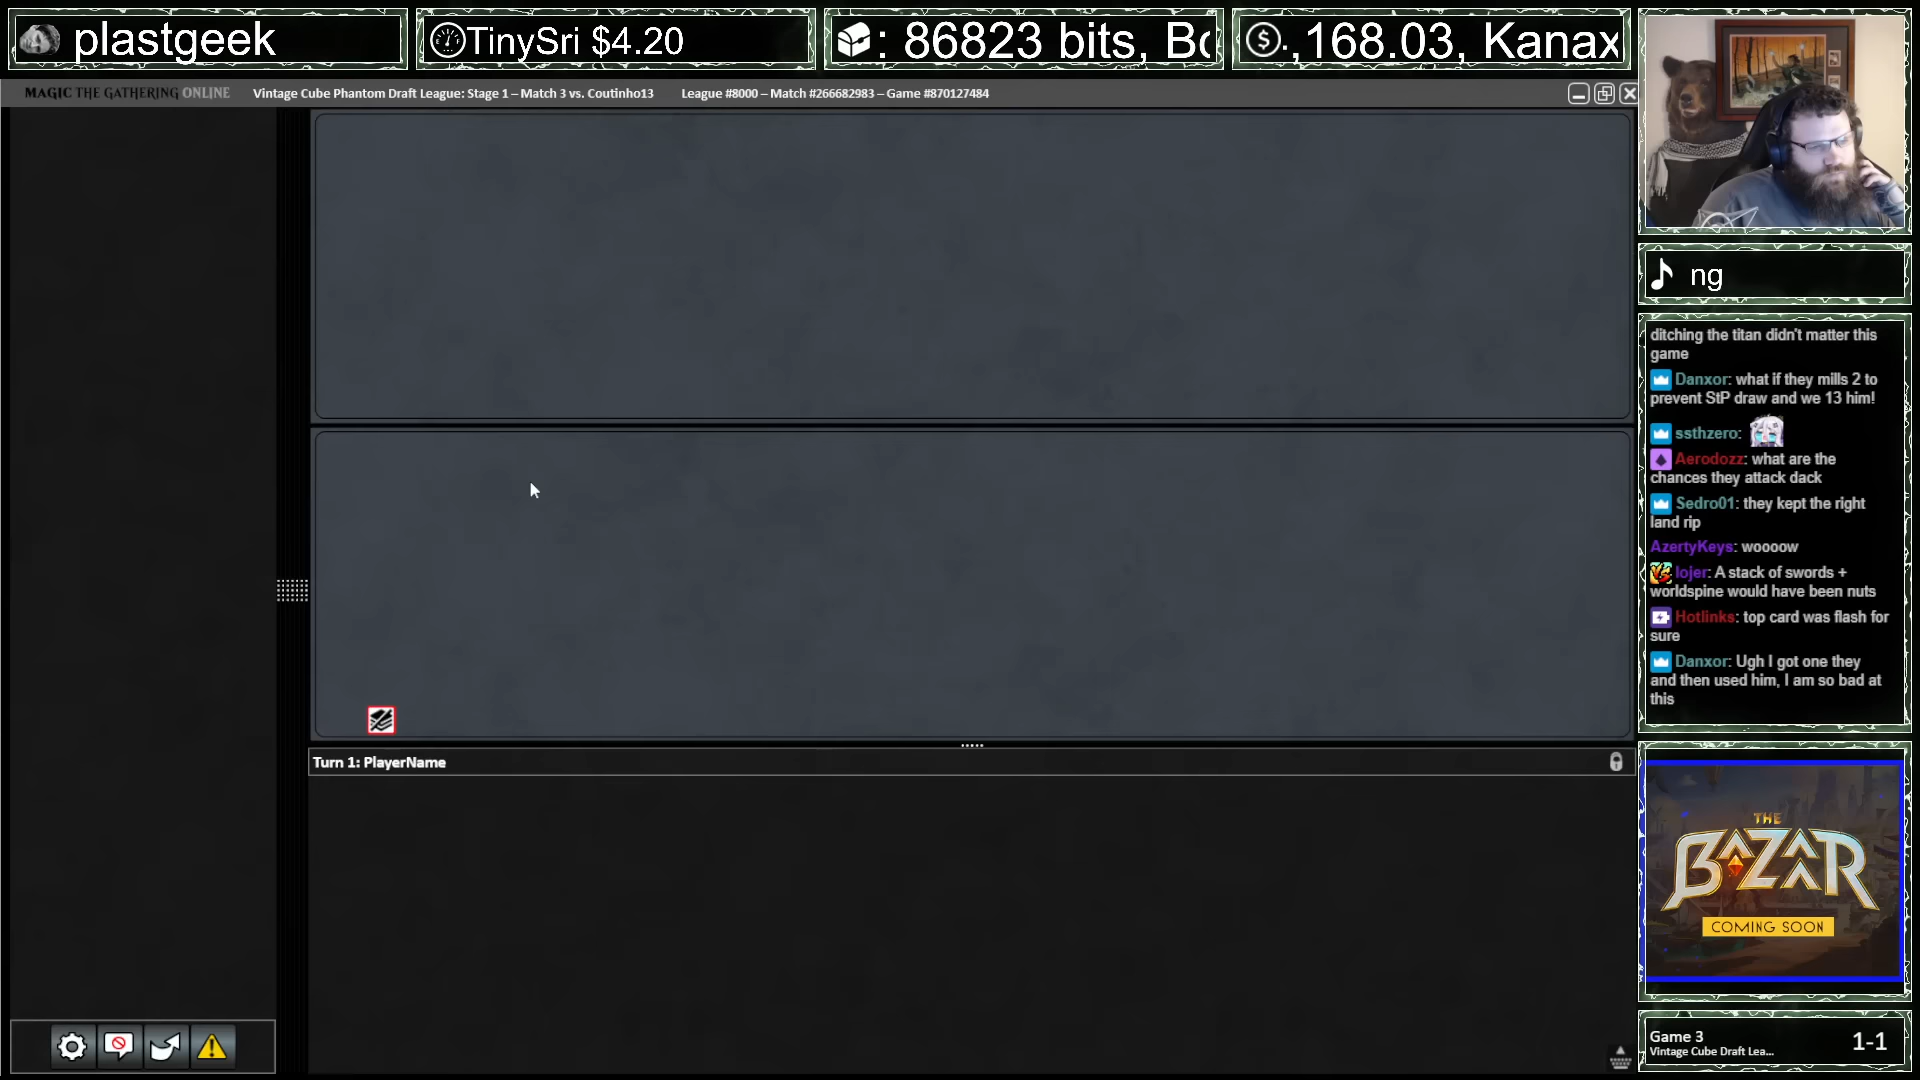 plastgeek
TinySri $4.20
: 86823 bits, Bo
.,168.03, Kanax
MAGIC THE GATHERING ONLINE
Vintage Cube Phantom Draft League: Stage 1 – Match 3 vs. Coutinho13
League #8000 – Match #266682983 – Game #870127484
ng
ditching the titan didn't matter this
game
Danxor: what if they mills 2 to
prevent StP draw and we 13 him!
ssthzero:
Aerodozz: what are the
chances they attack dack
Sedro01: they kept the right
land rip
AzertyKeys: woooow
lojer: A stack of swords +
worldspine would have been nuts
Hotlinks: top card was flash for
sure
Danxor: Ugh I got one they
and then used him, I am so bad at
this
Turn 1: PlayerName
THE
BAZAAR
COMING SOON
Game 3
Vintage Cube Draft Lea...
1-1